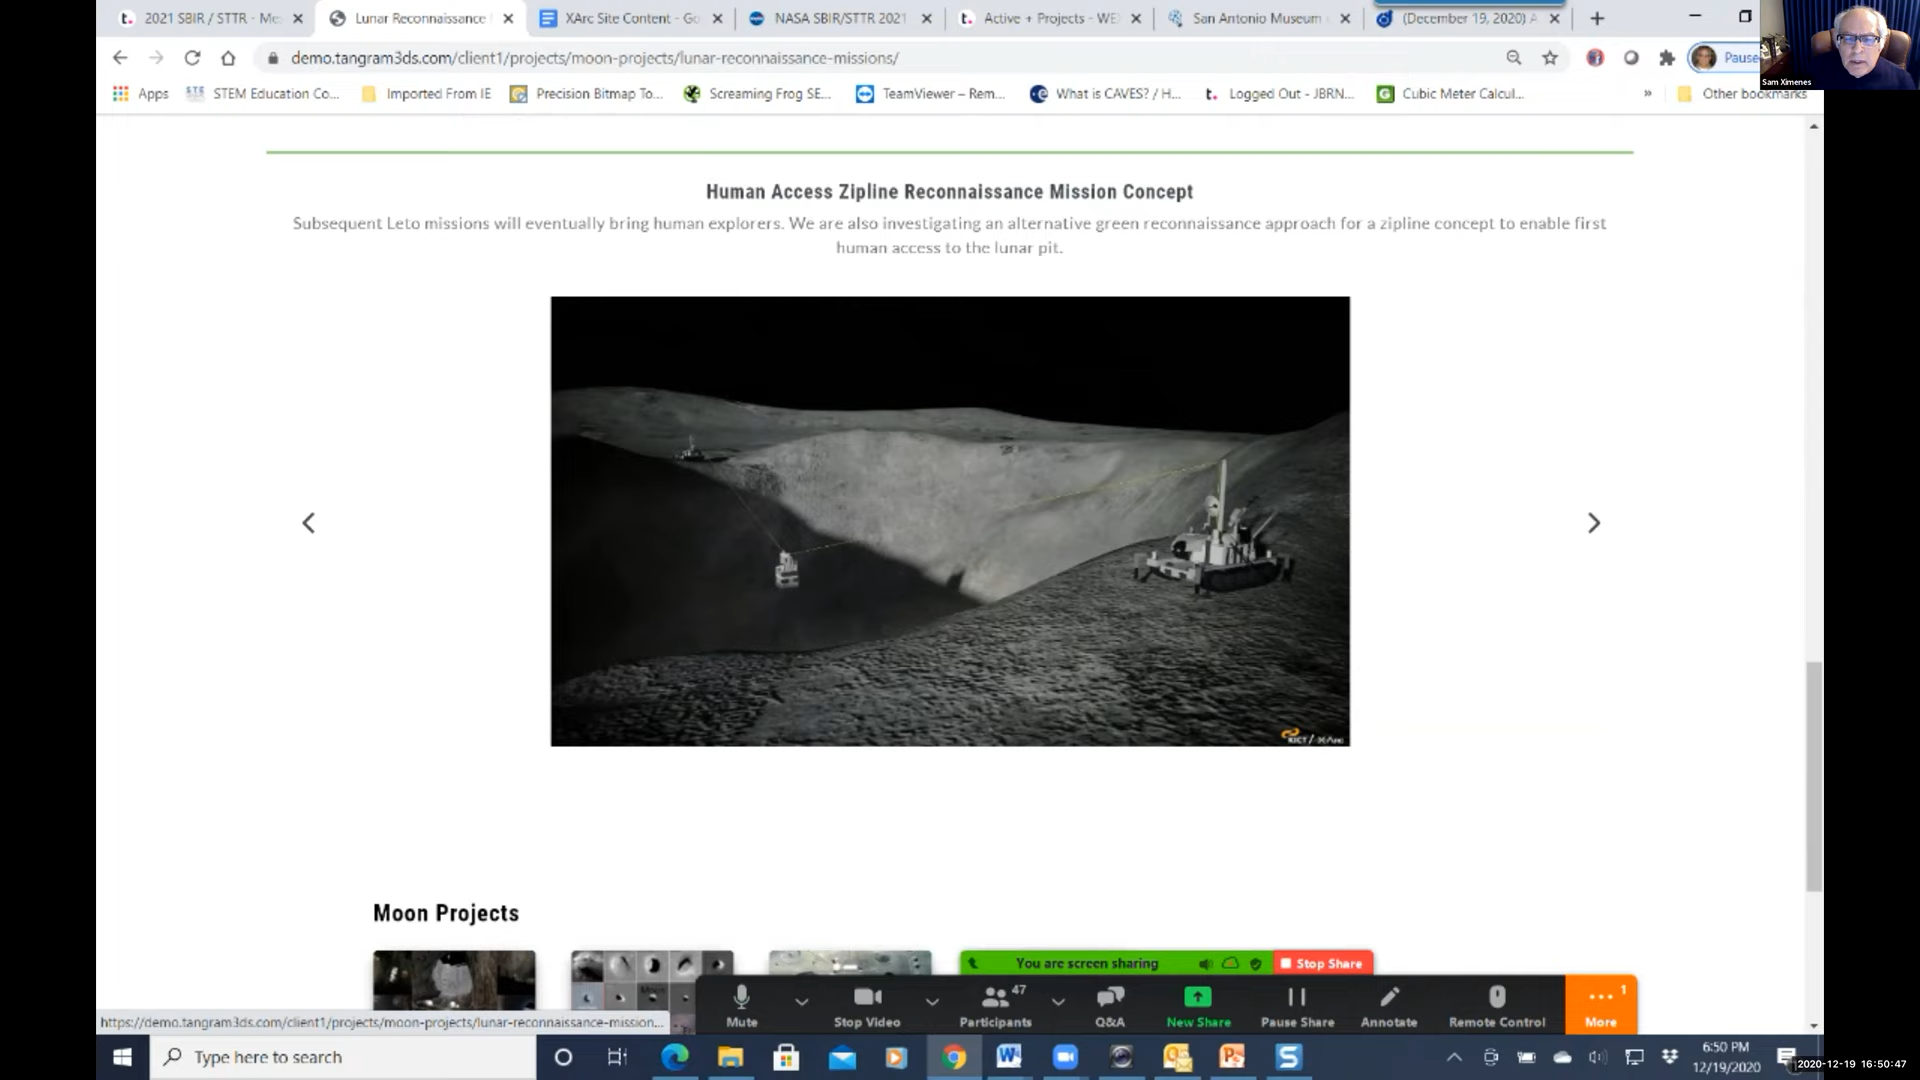 2021 SBIR / STTR - Me
Lunar Reconnaissance
XArc Site Content - Go
NASA SBIR/STTR 2021
Active + Projects - WE
San Antonio Museum
(December 19, 2020) A
demo.tangram3ds.com/client1/projects/moon-projects/lunar-reconnaissance-missions/
Pause
Sam Ximenes
Apps
STEM Education Co...
Imported From IE
Precision Bitmap To...
Screaming Frog SE...
TeamViewer – Rem...
What is CAVES? / H...
Logged Out - JBRN...
Cubic Meter Calcul...
»
Other bookmarks
Human Access Zipline Reconnaissance Mission Concept
Subsequent Leto missions will eventually bring human explorers. We are also investigating an alternative green reconnaissance approach for a zipline concept to enable first
human access to the lunar pit.
KICT / XArc
Moon Projects
You are screen sharing
Stop Share
Mute
Stop Video
47
Participants
Q&A
New Share
Pause Share
Annotate
Remote Control
1
More
https://demo.tangram3ds.com/client1/projects/moon-projects/lunar-reconnaissance-mission...
Type here to search
6:50 PM
12/19/2020
2020-12-19 16:50:47